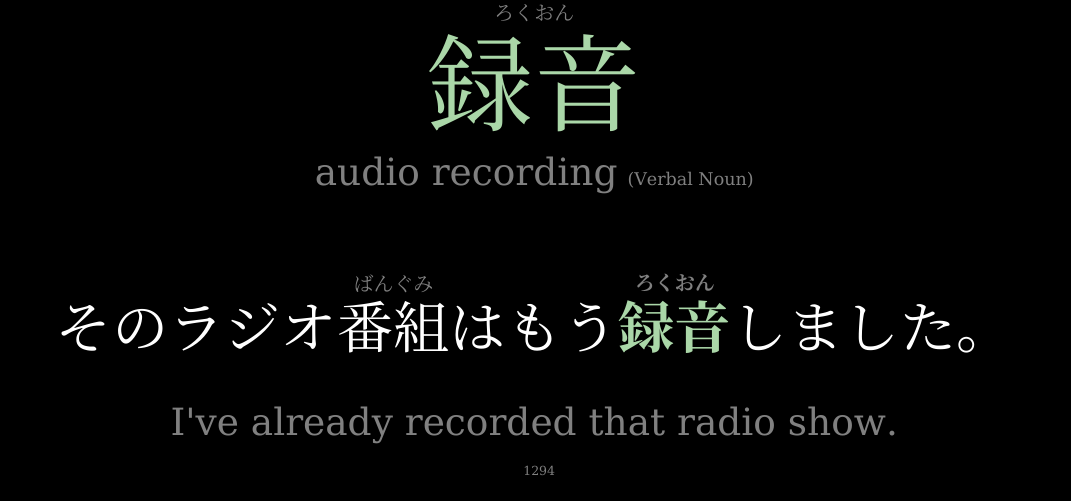 ろくおん
録音
audio recording (Verbal Noun)
ばんぐみ ろくおん
そのラジオ番組はもう録音しました。
I've already recorded that radio show.
1294